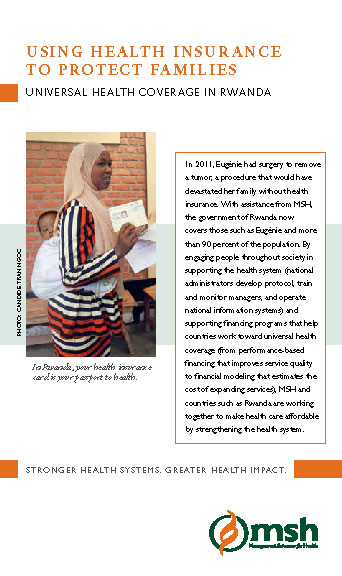 USING HEALTH INSURANCE
TO PROTECT FAMILIES
UNIVERSAL HEALTH COVERAGE IN RWANDA
PHOTO: CANDIDE TRAN NGOC
In Rwanda, your health insurance
card is your passport to health.
In 2011, Eugénie had surgery to remove
a tumor, a procedure that would have
devastated her family without health
insurance. With assistance from MSH,
the government of Rwanda now
covers those such as Eugénie and more
than 90 percent of the population. By
engaging people throughout society in
supporting the health system (national
administrators develop protocol, train
and monitor managers, and operate
national information systems) and
supporting financing programs that help
countries work toward universal health
coverage (from performance-based
financing that improves service quality
to financial modeling that estimates the
cost of expanding services), MSH and
countries such as Rwanda are working
together to make health care affordable
by strengthening the health system.
STRONGER HEALTH SYSTEMS. GREATER HEALTH IMPACT.
msh
Management Sciences for Health